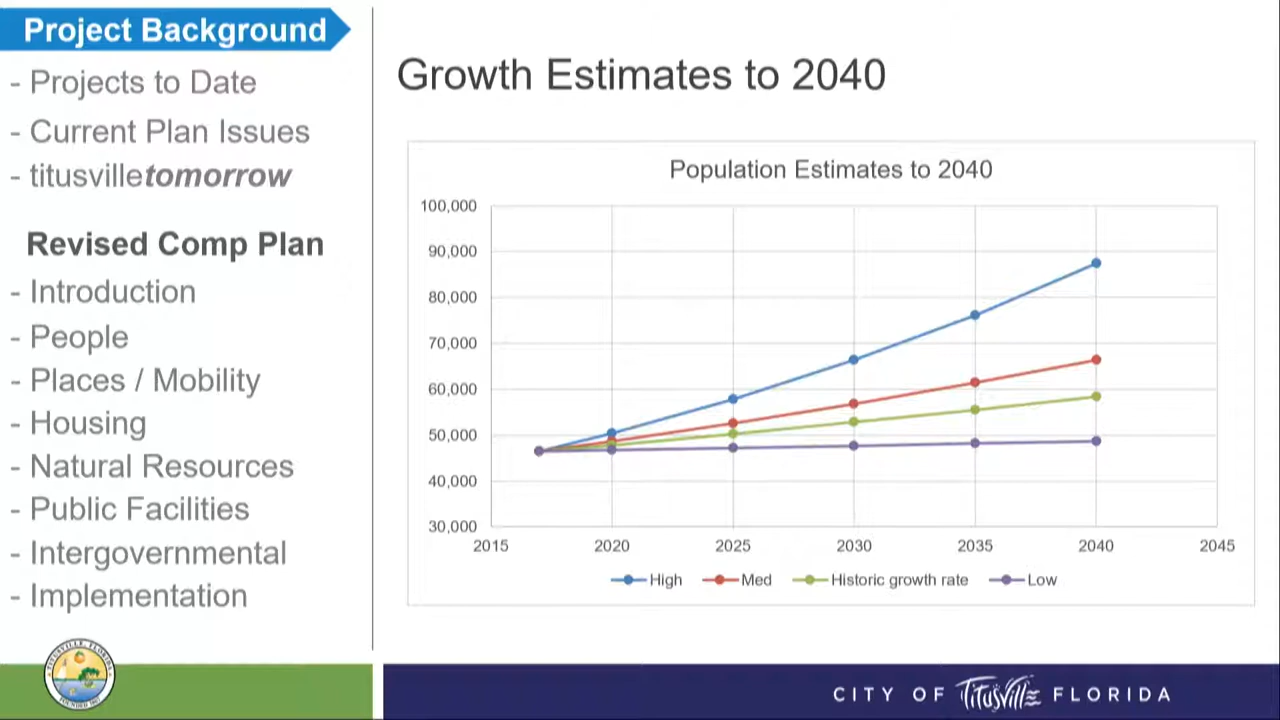 Project Background
- Projects to Date
- Current Plan Issues
- titusvilletomorrow
Revised Comp Plan
- Introduction
- People
- Places / Mobility
- Housing
- Natural Resources
- Public Facilities
- Intergovernmental
- Implementation
Growth Estimates to 2040
Population Estimates to 2040
100,000
90,000
80,000
70,000
60,000
50,000
40,000
30,000
2015 2020 2025 2030 2035 2040 2045
High Med Historic growth rate Low
TITUSVILLE, FLORIDA
CITY OF Titusville FLORIDA